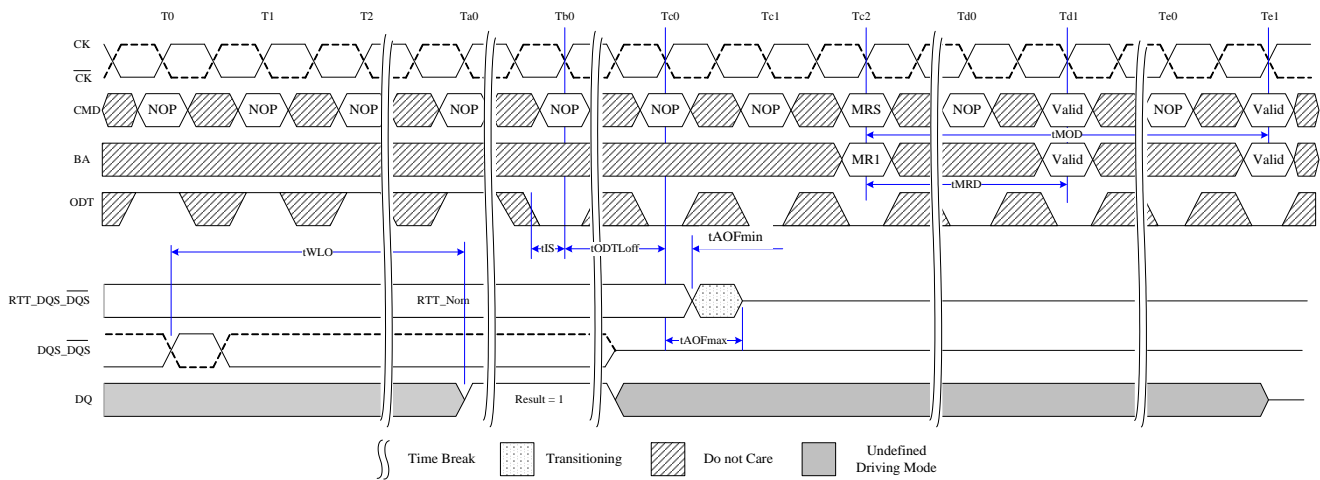 T0 T1 T2 Ta0 Tb0 Tc0 Tc1 Tc2 Td0 Td1 Te0 Te1
CK
CK
CMD NOP NOP NOP NOP NOP NOP NOP MRS NOP Valid NOP Valid
tMOD
BA MR1 Valid Valid
tMRD
ODT
tAOFmin
tWLO tIS tODTLoff
RTT_DQS_DQS RTT_Nom
tAOFmax
DQS_DQS
DQ Result = 1
Time Break Transitioning Do not Care Undefined
Driving Mode